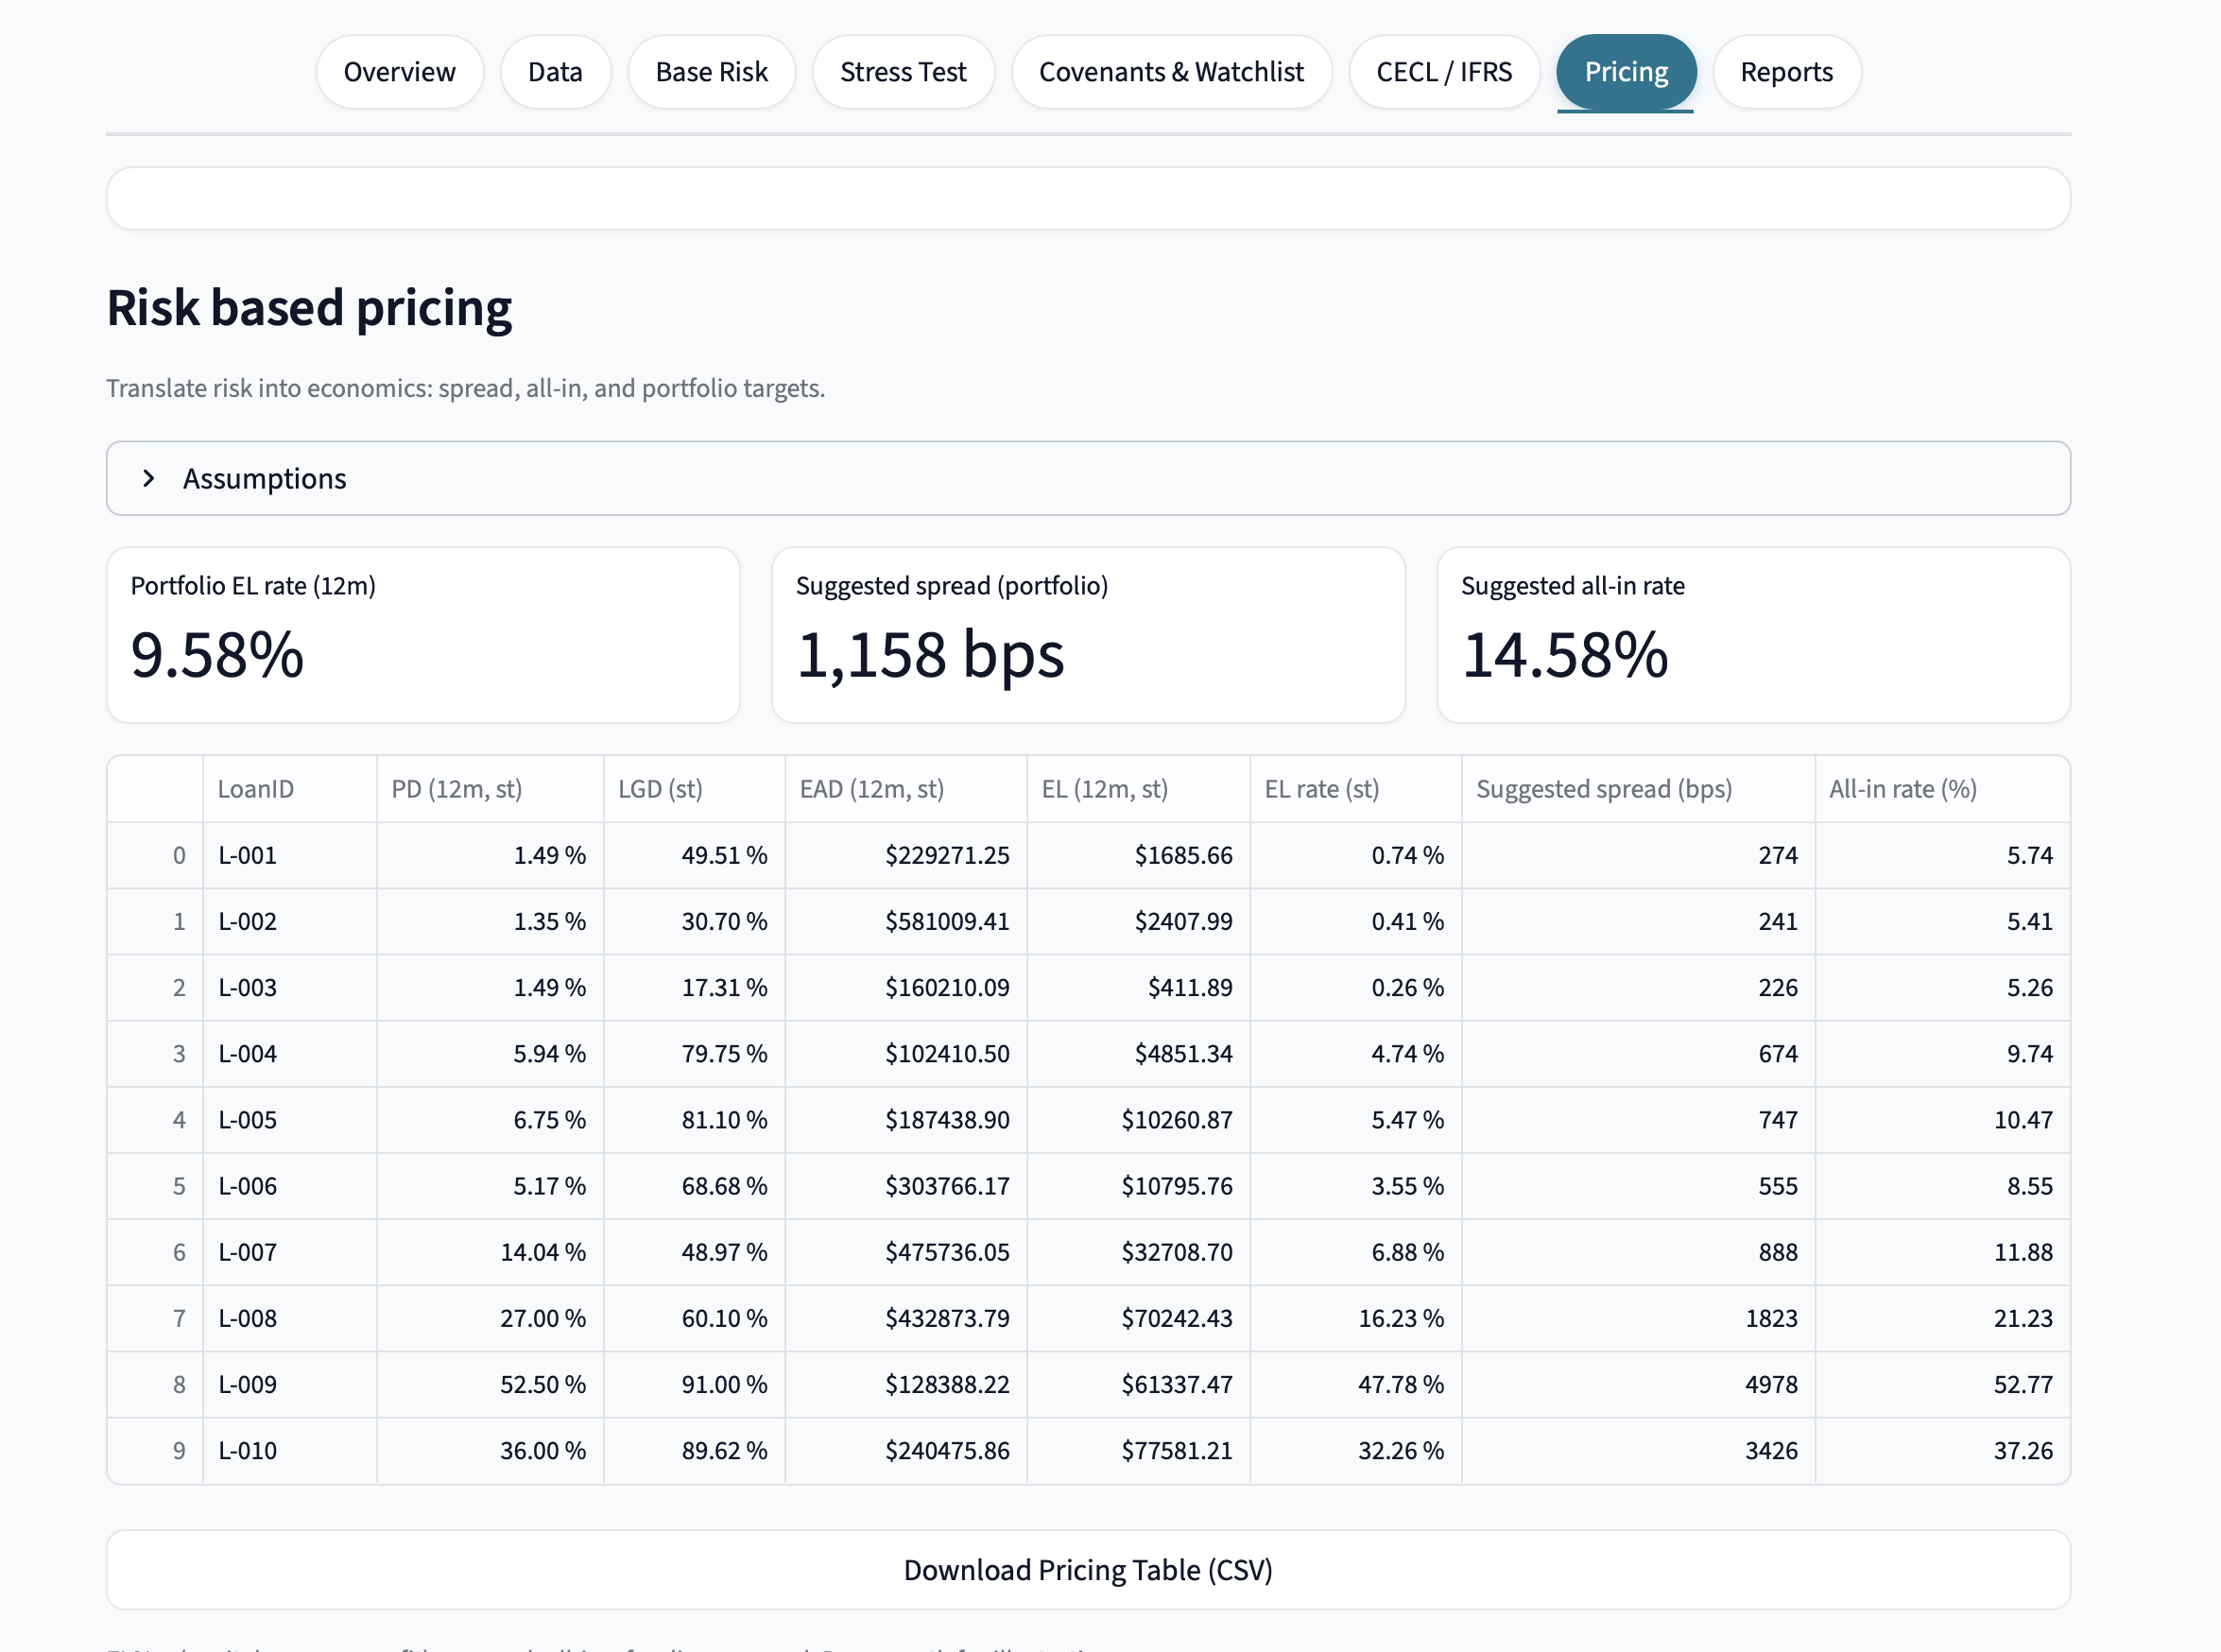 Overview Data Base Risk Stress Test Covenants & Watchlist CECL / IFRS Pricing Reports
Risk based pricing
Translate risk into economics: spread, all-in, and portfolio targets.
Assumptions
Portfolio EL rate (12m) Suggested spread (portfolio) Suggested all-in rate
9.58% 1,158 bps 14.58%
LoanID PD (12m, st) LGD (st) EAD (12m, st) EL (12m, st) EL rate (st) Suggested spread (bps) All-in rate (%)
0 L-001 1.49 % 49.51 % $229271.25 $1685.66 0.74 % 274 5.74
1 L-002 1.35 % 30.70 % $581009.41 $2407.99 0.41 % 241 5.41
2 L-003 1.49 % 17.31 % $160210.09 $411.89 0.26 % 226 5.26
3 L-004 5.94 % 79.75 % $102410.50 $4851.34 4.74 % 674 9.74
4 L-005 6.75 % 81.10 % $187438.90 $10260.87 5.47 % 747 10.47
5 L-006 5.17 % 68.68 % $303766.17 $10795.76 3.55 % 555 8.55
6 L-007 14.04 % 48.97 % $475736.05 $32708.70 6.88 % 888 11.88
7 L-008 27.00 % 60.10 % $432873.79 $70242.43 16.23 % 1823 21.23
8 L-009 52.50 % 91.00 % $128388.22 $61337.47 47.78 % 4978 52.77
9 L-010 36.00 % 89.62 % $240475.86 $77581.21 32.26 % 3426 37.26
Download Pricing Table (CSV)